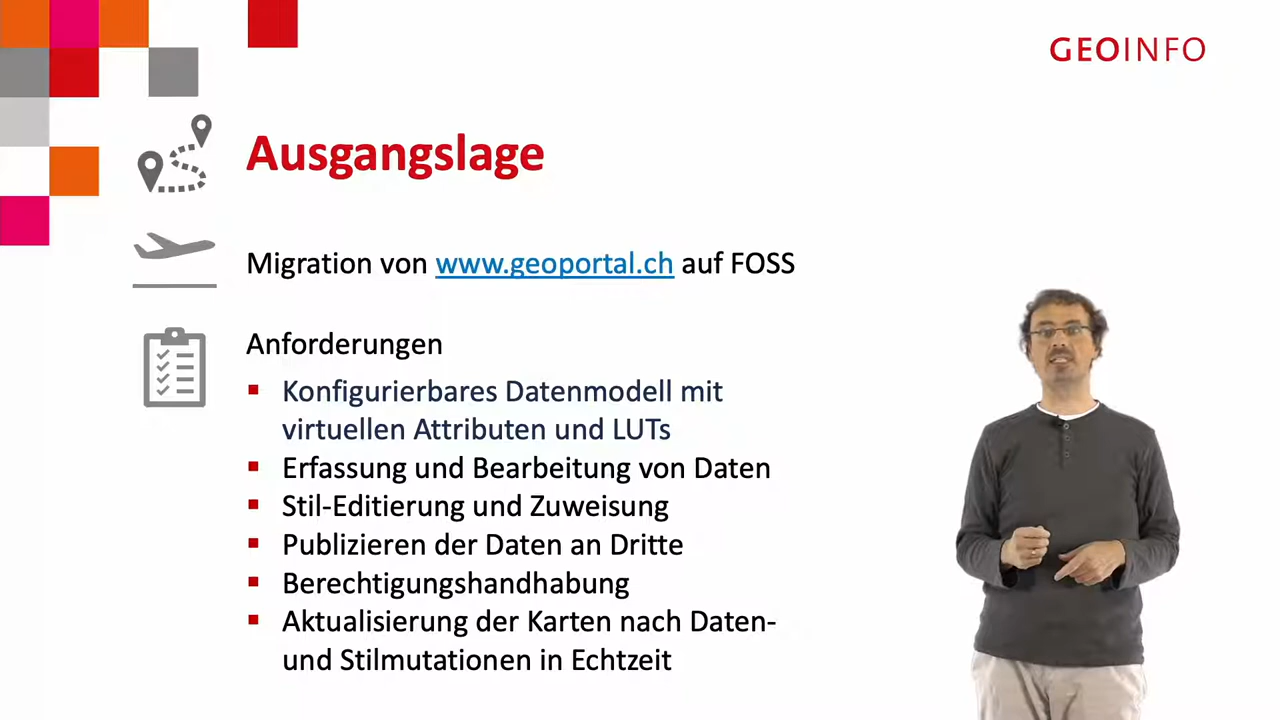 GEOINFO
Ausgangslage
Migration von www.geoportal.ch auf FOSS
Anforderungen
Konfigurierbares Datenmodell mit
virtuellen Attributen und LUTs
Erfassung und Bearbeitung von Daten
Stil-Editierung und Zuweisung
Publizieren der Daten an Dritte
Berechtigungshandhabung
Aktualisierung der Karten nach Daten-
und Stilmutationen in Echtzeit